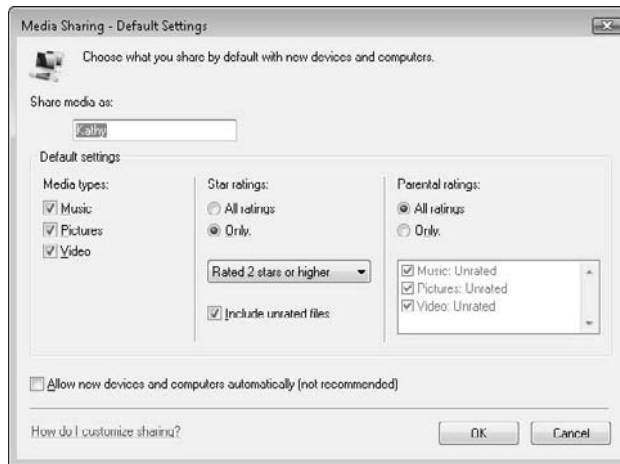 Media Sharing - Default Settings
Choose what you share by default with new devices and computers.
Share media as:
Kathy
Default settings
Media types:
Music
Pictures
Video
Star ratings:
All ratings
Only:
Rated 2 stars or higher
Include unrated files
Parental ratings:
All ratings
Only:
Music: Unrated
Pictures: Unrated
Video: Unrated
Allow new devices and computers automatically (not recommended)
How do I customize sharing?
OK
Cancel